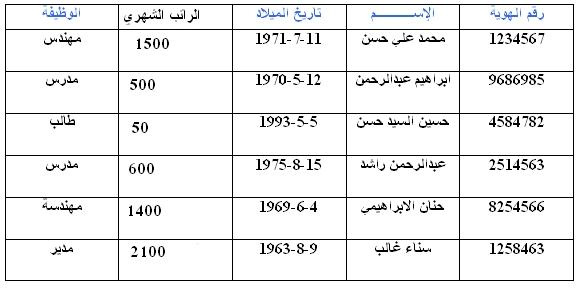 رقم الهوية الإســـــــم تاريخ الميلاد الراتب الشهري الوظيفة
1234567 محمد علي حسن 1971-7-11 1500 مهندس
9686985 ابراهيم عبدالرحمن 1970-5-12 500 مدرس
4584782 حسين السيد حسن 1993-5-5 50 طالب
2514563 عبدالرحمن راشد 1975-8-15 600 مدرس
8254566 حنان الابراهيمي 1969-6-4 1400 مهندسة
1258463 سناء غالب 1963-8-9 2100 مدير